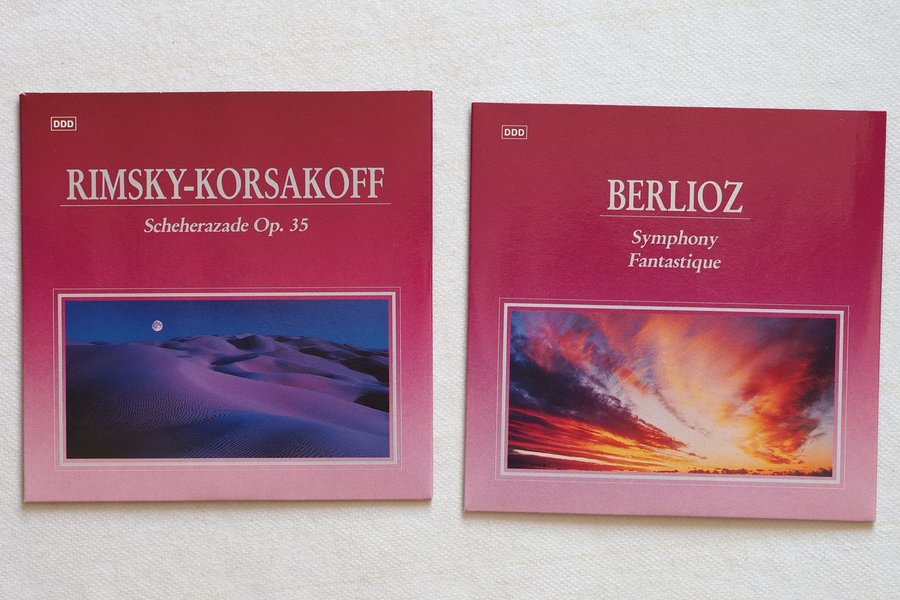 DDD
RIMSKY-KORSAKOFF
Scheherazade Op. 35
DDD
BERLIOZ
Symphony
Fantastique